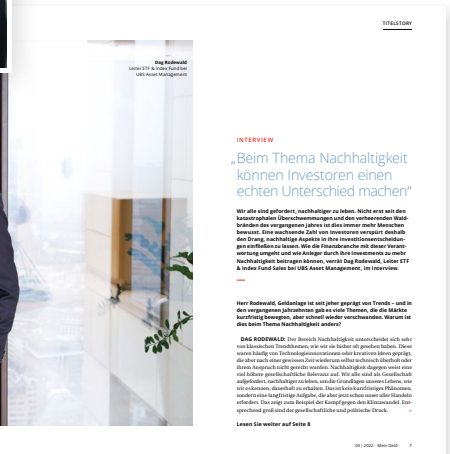 TITELSTORY
Dag Rodewald
Leiter ETF & Index Fund bei
UBS Asset Management
INTERVIEW
„Beim Thema Nachhaltigkeit
können Investoren einen
echten Unterschied machen“
Wir alle sind gefordert, nachhaltiger zu leben. Nicht erst seit den
katastrophalen Überschwemmungen und den verheerenden Wald-
bränden des vergangenen Jahres ist dies immer mehr Menschen
bewusst. Eine wachsende Zahl von Investoren verspürt deshalb
den Drang, nachhaltige Aspekte in ihre Investitionsentscheidun-
gen einfließen zu lassen. Wie die Finanzbranche mit dieser Verant-
wortung umgeht und wie Anleger durch ihre Investments zu mehr
Nachhaltigkeit beitragen können, verrät Dag Rodewald, Leiter ETF
& Index Fund Sales bei UBS Asset Management, im Interview.
Herr Rodewald, Geldanlage ist seit jeher geprägt von Trends – und in
den vergangenen Jahrzehnten gab es viele Themen, die die Märkte
kurzfristig bewegten, aber schnell wieder verschwanden. Warum ist
dies beim Thema Nachhaltigkeit anders?
DAG RODEWALD: Der Bereich Nachhaltigkeit unterscheidet sich sehr
von klassischen Trendthemen, wie wir sie bisher oft gesehen haben. Diese
waren häufig von Technologieinnovationen oder kreativen Ideen geprägt,
die aber nach einer gewissen Zeit wiederum selbst technisch überholt oder
ihrem Anspruch nicht gerecht wurden. Nachhaltigkeit dagegen weist eine
viel höhere gesellschaftliche Relevanz auf. Wir alle sind als Gesellschaft
aufgefordert, nachhaltiger zu leben, um die Grundlagen unseres Lebens, wie
wir es kennen, dauerhaft zu erhalten. Das ist kein kurzfristiges Phänomen,
sondern eine langfristige Aufgabe, die aber jetzt schon unser aller Handeln
erfordert. Das zeigt zum Beispiel der Kampf gegen den Klimawandel. Ent-
sprechend groß sind der gesellschaftliche und politische Druck.
Lesen Sie weiter auf Seite 8
03 | 2022 Mein Geld 7